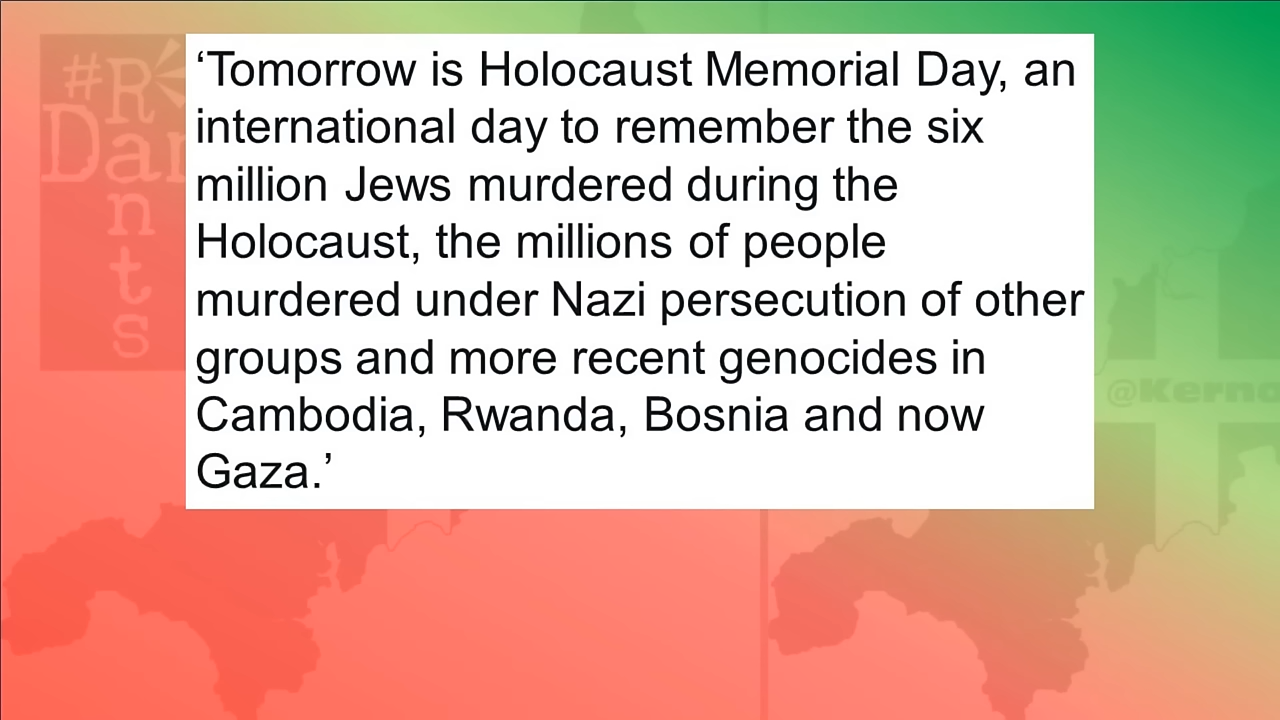 #R
Dar
n
t
s
‘Tomorrow is Holocaust Memorial Day, an
international day to remember the six
million Jews murdered during the
Holocaust, the millions of people
murdered under Nazi persecution of other
groups and more recent genocides in
Cambodia, Rwanda, Bosnia and now
Gaza.’
@Kerno